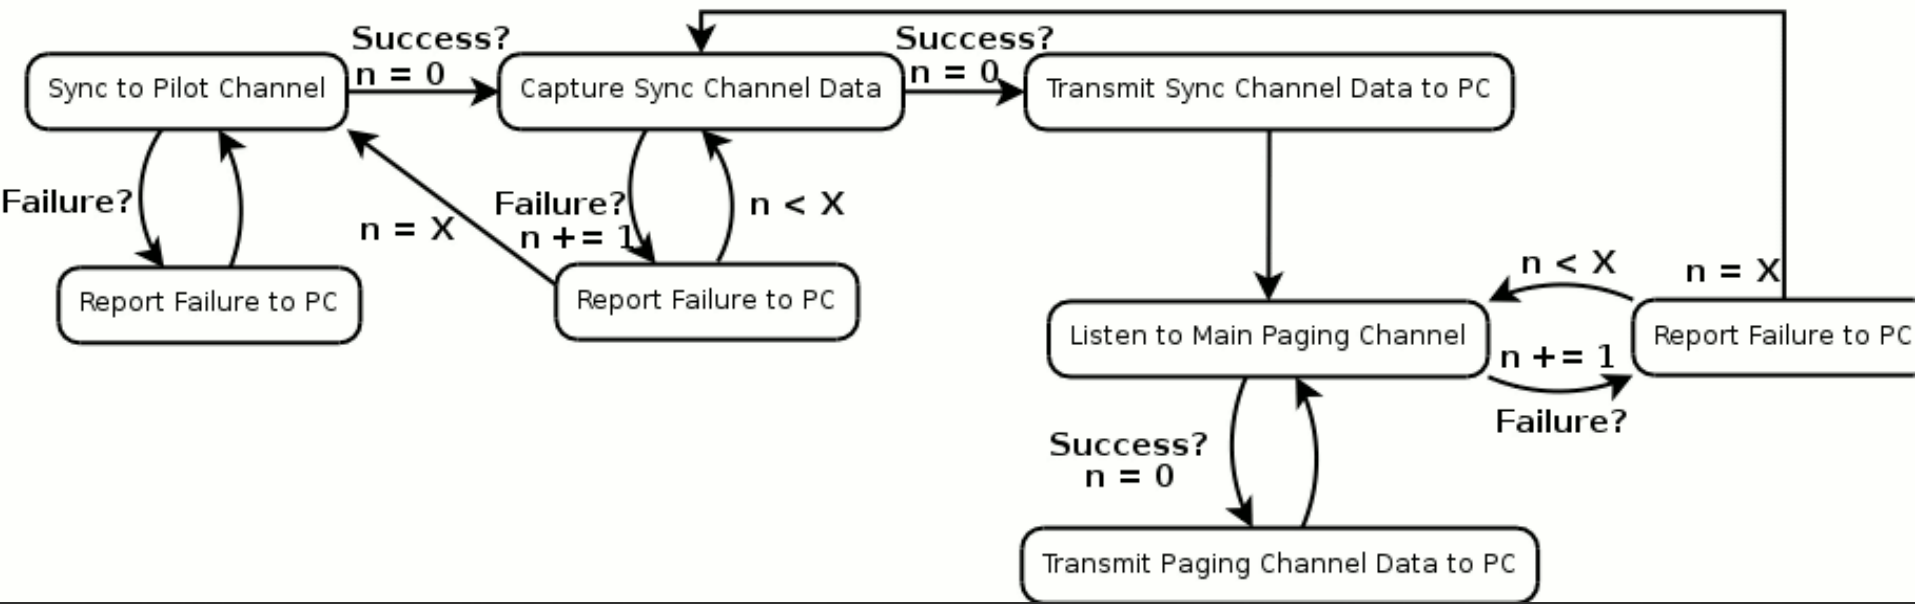 Success?
n = 0
Success?
n = 0
Sync to Pilot Channel
Capture Sync Channel Data
Transmit Sync Channel Data to PC
Failure?
n = X
Failure?
n += 1
n < X
Report Failure to PC
Report Failure to PC
n < X
n = X
Listen to Main Paging Channel
n += 1
Failure?
Report Failure to PC
Success?
n = 0
Transmit Paging Channel Data to PC